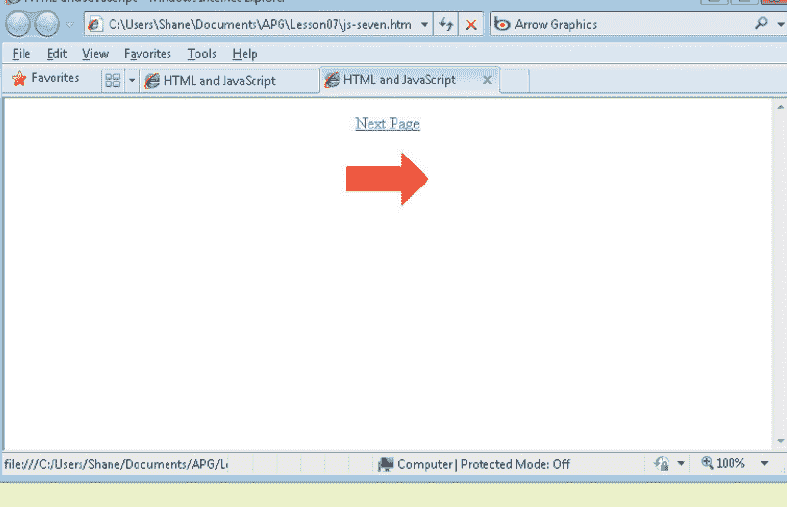 C:\Users\Shane\Documents\APG\Lesson07\js-seven.htm
Arrow Graphics
File Edit View Favorites Tools Help
Favorites
HTML and JavaScript
HTML and JavaScript
Next Page
file:///C:/Users/Shane/Documents/APG/L
Computer | Protected Mode: Off
100%